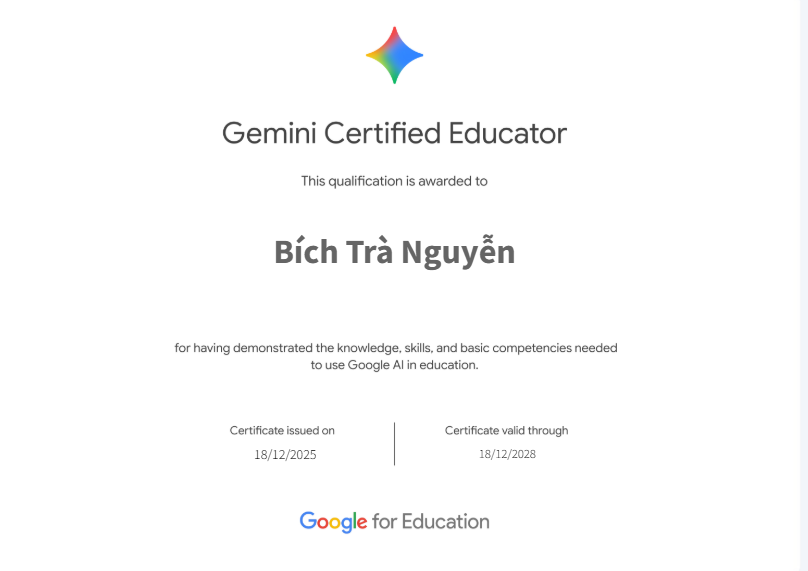 Gemini Certified Educator
This qualification is awarded to
Bích Trà Nguyễn
for having demonstrated the knowledge, skills, and basic competencies needed
to use Google AI in education.
Certificate issued on
18/12/2025
Certificate valid through
18/12/2028
Google for Education